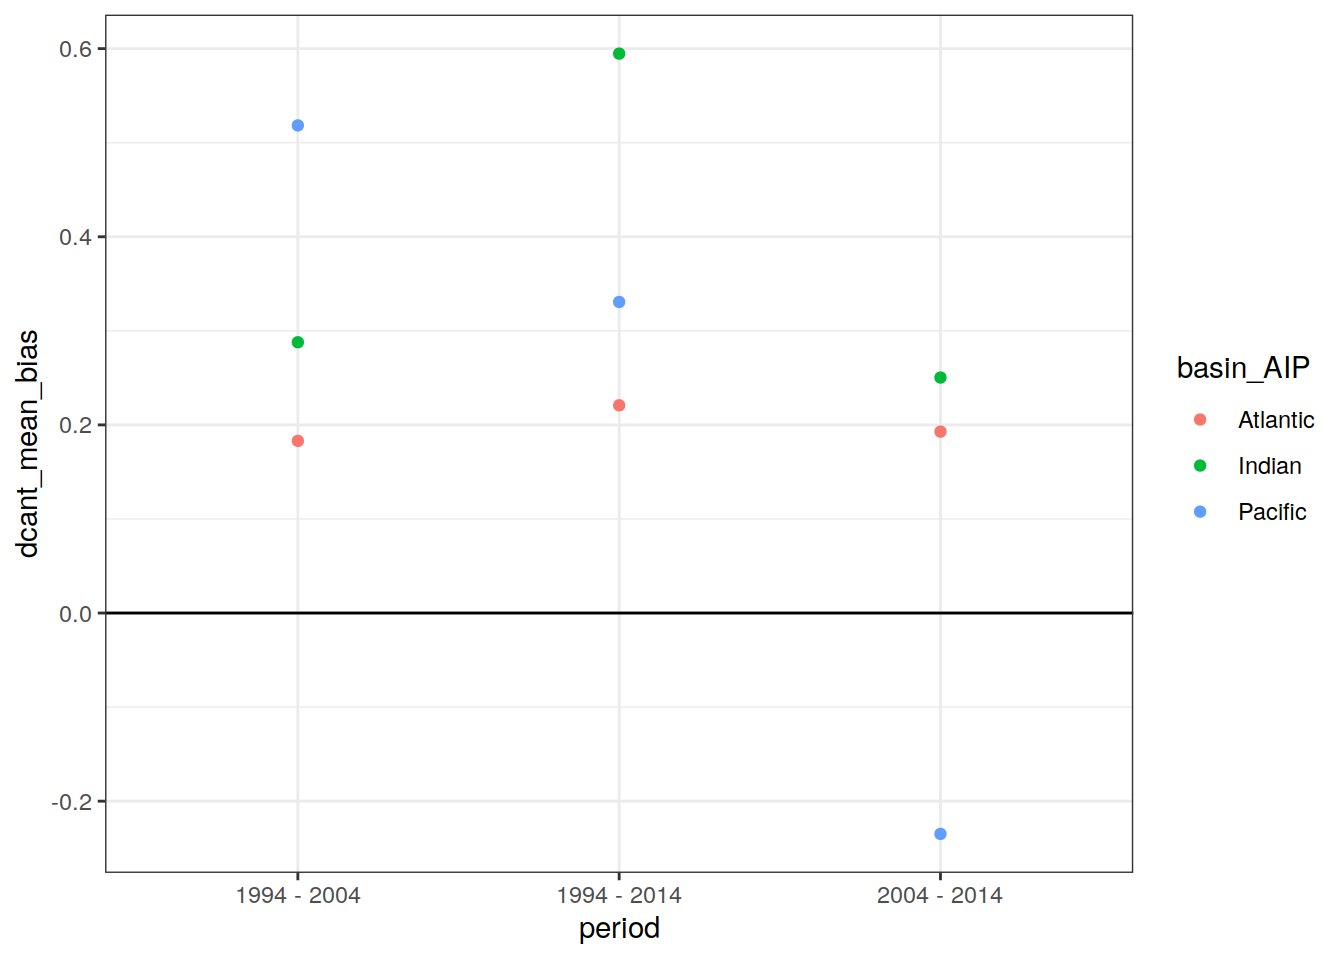 0.6
0.4
0.2
0.0
-0.2
dcant_mean_bias
1994 - 2004
1994 - 2014
2004 - 2014
period
basin_AIP
Atlantic
Indian
Pacific